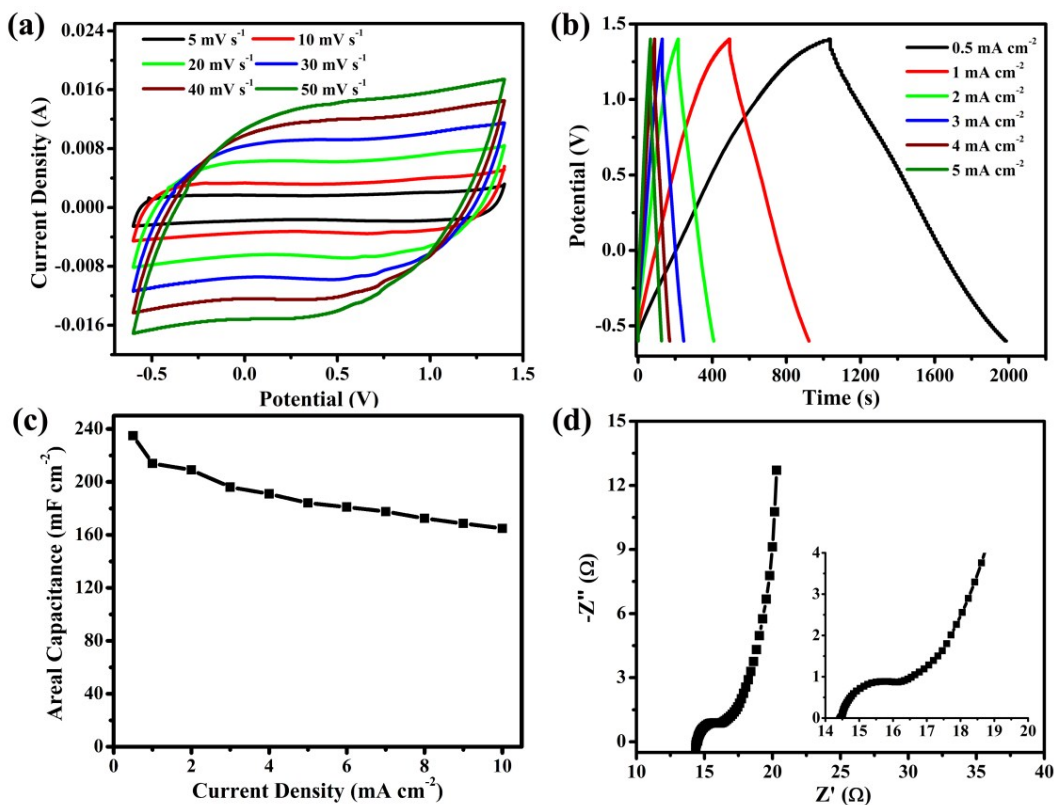 (a)
0.024
0.016
0.008
0.000
-0.008
-0.016
Current Density (A)
5 mV s⁻¹ 10 mV s⁻¹
20 mV s⁻¹ 30 mV s⁻¹
40 mV s⁻¹ 50 mV s⁻¹
-0.5 0.0 0.5 1.0 1.5
Potential (V)
(b)
1.5
1.0
0.5
0.0
-0.5
Potential (V)
0.5 mA cm⁻²
1 mA cm⁻²
2 mA cm⁻²
3 mA cm⁻²
4 mA cm⁻²
5 mA cm⁻²
0 400 800 1200 1600 2000
Time (s)
(c)
240
200
160
120
80
40
0
Areal Capacitance (mF cm⁻²)
0 2 4 6 8 10
Current Density (mA cm⁻²)
(d)
15
12
9
6
3
0
-Z'' (Ω)
4
3
2
1
0
14 15 16 17 18 19 20
10 15 20 25 30 35 40
Z' (Ω)